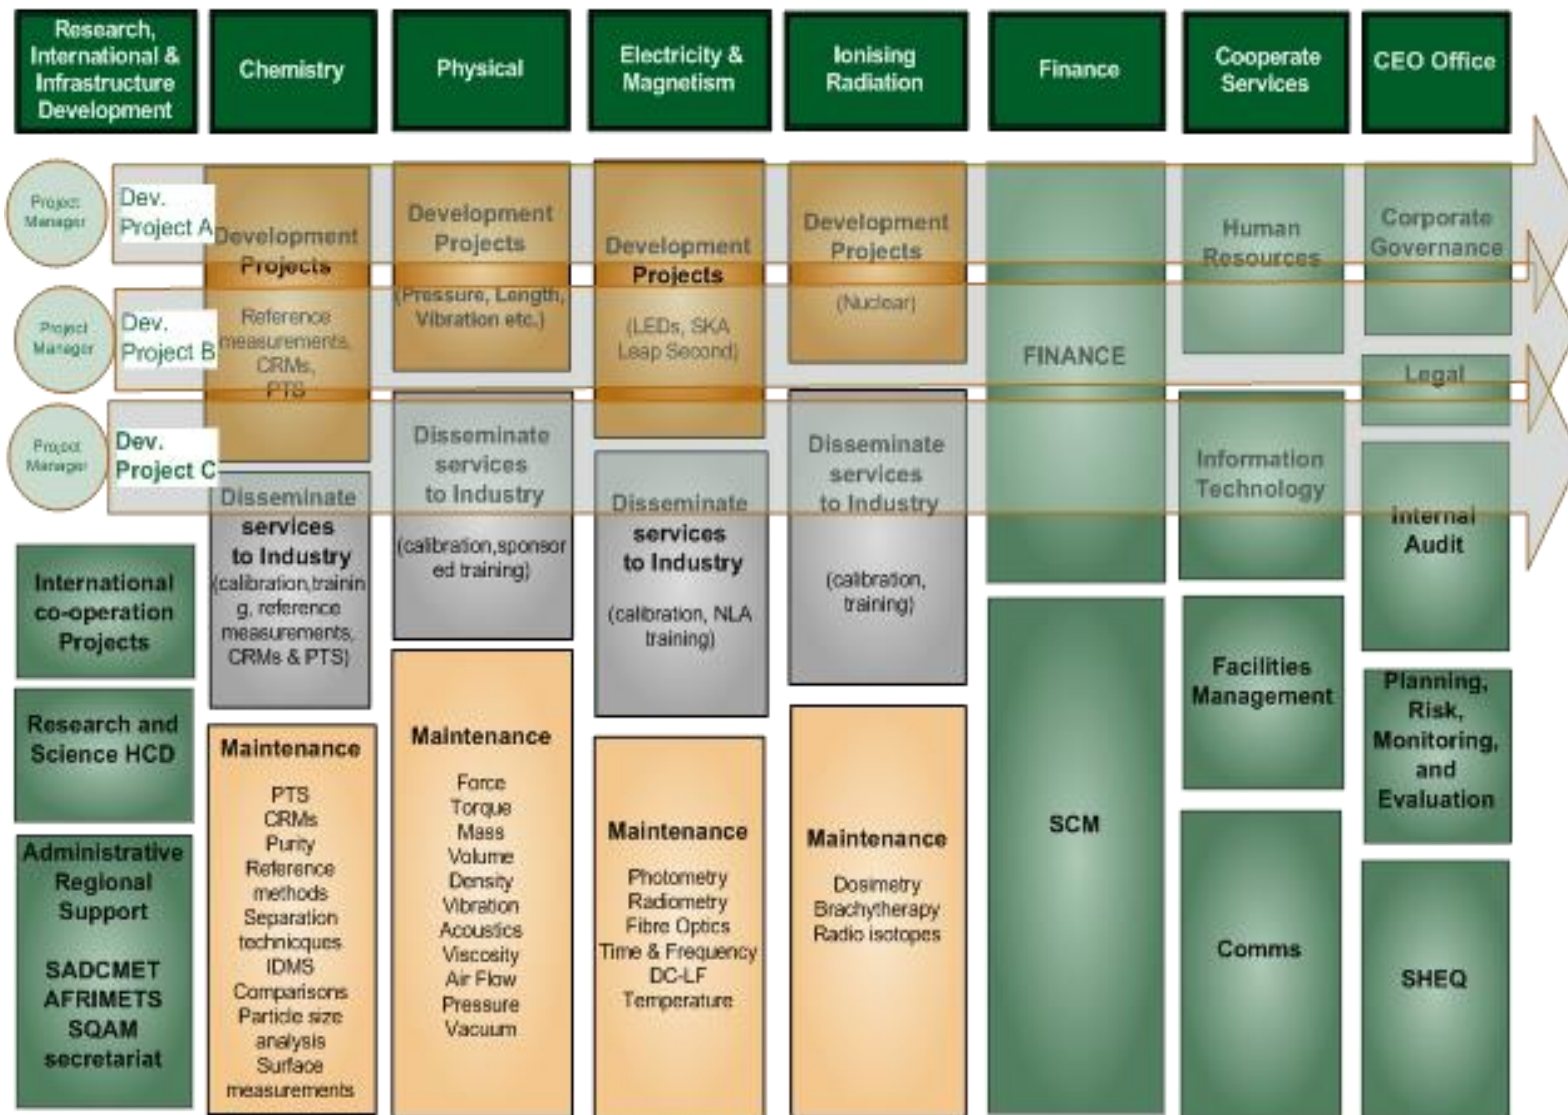 Research,
International &
Infrastructure
Development
Chemistry
Physical
Electricity &
Magnetism
Ionising
Radiation
Finance
Cooperate
Services
CEO Office
Project
Manager
Dev.
Project A
Project
Manager
Dev.
Project B
Project
Manager
Dev.
Project C
International
co-operation
Projects
Research and
Science HCD
Administrative
Regional
Support
SADCMET
AFRIMETS
SQAM
secretariat
Development
Projects
Reference
measurements,
CRMs,
PTS
Disseminate
services
to Industry
(calibration,trainin
g, reference
measurements,
CRMs & PTS)
Maintenance
PTS
CRMs
Purity
Reference
methods
Separation
technicques
IDMS
Comparisons
Particle size
analysis
Surface
measurements
Development
Projects
(Pressure, Length,
Vibration etc.)
Disseminate
services
to Industry
(calibration,sponsor
ed training)
Maintenance
Force
Torque
Mass
Volume
Density
Vibration
Acoustics
Viscosity
Air Flow
Pressure
Vacuum
Development
Projects
(LEDs, SKA
Leap Second)
Disseminate
services
to Industry
(calibration, NLA
training)
Maintenance
Photometry
Radiometry
Fibre Optics
Time & Frequency
DC-LF
Temperature
Development
Projects
(Nuclear)
Disseminate
services
to Industry
(calibration,
training)
Maintenance
Dosimetry
Brachytherapy
Radio isotopes
FINANCE
SCM
Human
Resources
Information
Technology
Facilities
Management
Comms
Corporate
Governance
Legal
Internal
Audit
Planning,
Risk,
Monitoring,
and
Evaluation
SHEQ